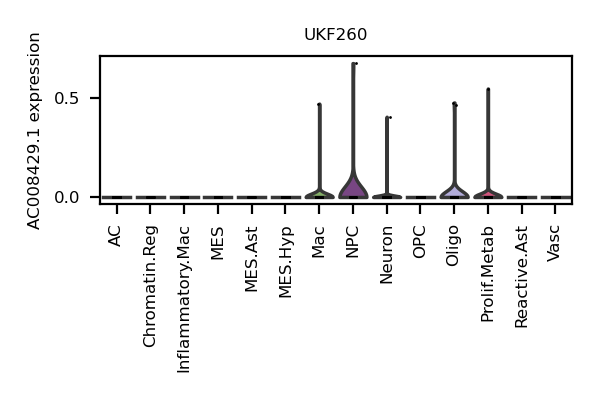 UKF260
AC008429.1 expression
0.5
0.0
AC
Chromatin.Reg
Inflammatory.Mac
MES
MES.Ast
MES.Hyp
Mac
NPC
Neuron
OPC
Oligo
Prolif.Metab
Reactive.Ast
Vasc